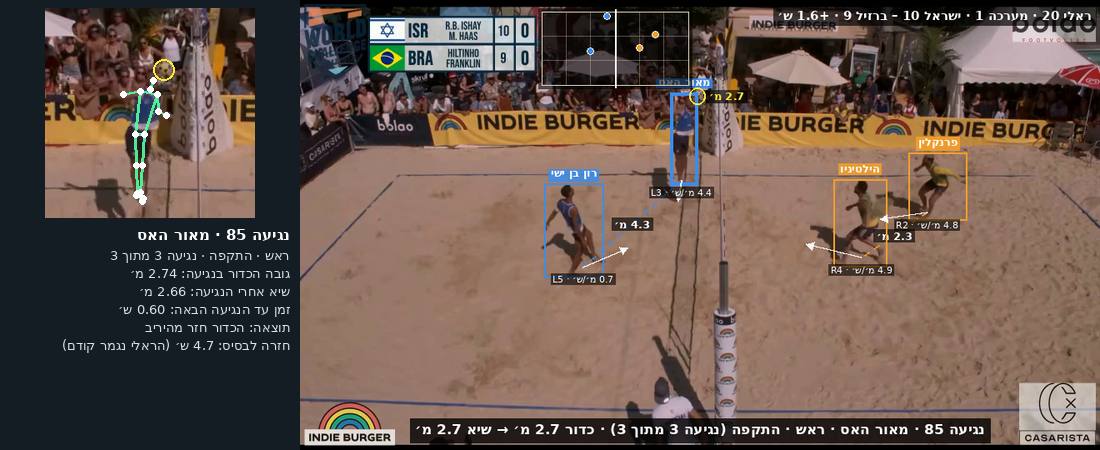 ראלי 20 · מערכה 1 · ישראל 10 – ברזיל 9 · +1.6 ש׳
ISR R.B. ISHAY M. HAAS 10 0
BRA HILTINHO FRANKLIN 9 0
INDIE BURGER
bolao
FOOTVOLLEY
מאור האס
2.7 מ׳
bolao
INDIE BURGER
INDIE BURGER
CASARISTA
פרנקלין
הילטיניו
רון בן ישי
L3 · 4.4 מ׳/ש׳
4.3 מ׳
R2 · 4.8 מ׳/ש׳
2.3 מ׳
R4 · 4.9 מ׳/ש׳
L5 · 0.7 מ׳/ש׳
נגיעה 85 · מאור האס
ראש · התקפה · נגיעה 3 מתוך 3
גובה הכדור בנגיעה: 2.74 מ׳
שיא אחרי הנגיעה: 2.66 מ׳
זמן עד הנגיעה הבאה: 0.60 ש׳
תוצאה: הכדור חזר מהיריב
חזרה לבסיס: 4.7 ש׳ (הראלי נגמר קודם)
נגיעה 85 · מאור האס · ראש · התקפה (נגיעה 3 מתוך 3) · כדור 2.7 מ׳ → שיא 2.7 מ׳
INDIE BURGER
CASARISTA